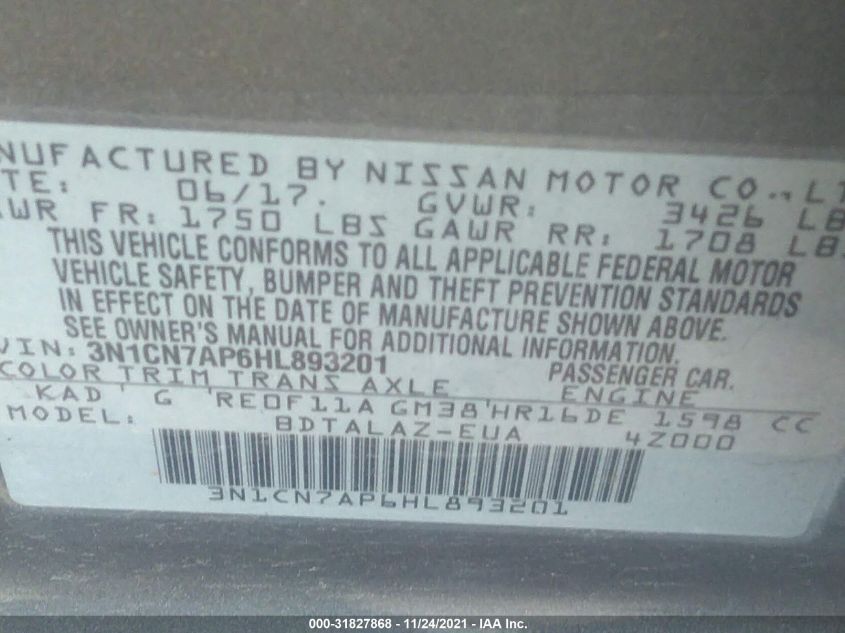 NUFACTURED BY NISSAN MOTOR CO., LT
TE: 06/17. GVWR: 3426 LB
WR FR: 1750 LBS GAWR RR: 1708 LBS
THIS VEHICLE CONFORMS TO ALL APPLICABLE FEDERAL MOTOR
VEHICLE SAFETY, BUMPER AND THEFT PREVENTION STANDARDS
IN EFFECT ON THE DATE OF MANUFACTURE SHOWN ABOVE.
SEE OWNER'S MANUAL FOR ADDITIONAL INFORMATION.
VIN: 3N1CN7AP6HL893201 PASSENGER CAR.
COLOR TRIM TRANS AXLE ENGINE
KAD ' G 'RE0F11A GM38'HR16DE 1598 CC
MODEL: BDTALAZ-EUA 4Z000
3N1CN7AP6HL893201
000-31827868 - 11/24/2021 - IAA Inc.